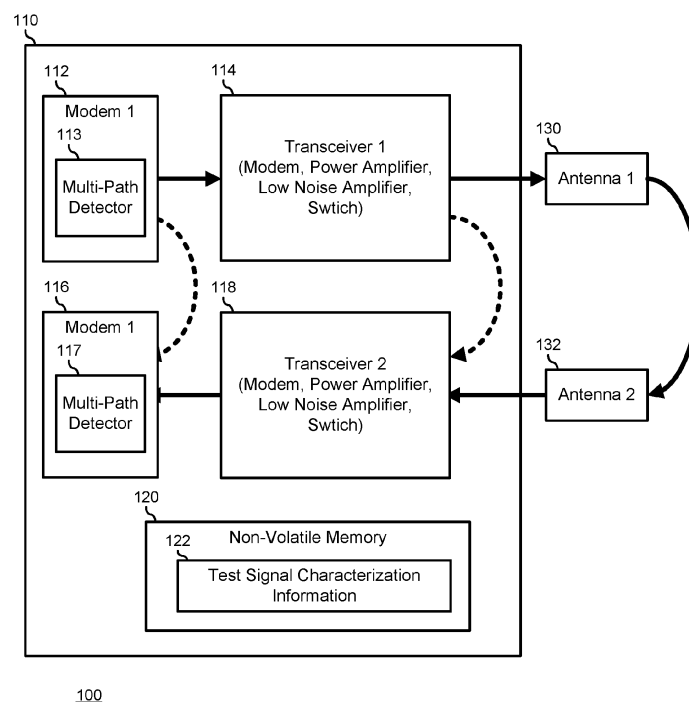 110
112
Modem 1
113
Multi-Path
Detector
114
Transceiver 1
(Modem, Power Amplifier,
Low Noise Amplifier,
Swtich)
130
Antenna 1
116
Modem 1
117
Multi-Path
Detector
118
Transceiver 2
(Modem, Power Amplifier,
Low Noise Amplifier,
Swtich)
132
Antenna 2
120
Non-Volatile Memory
122
Test Signal Characterization
Information
100